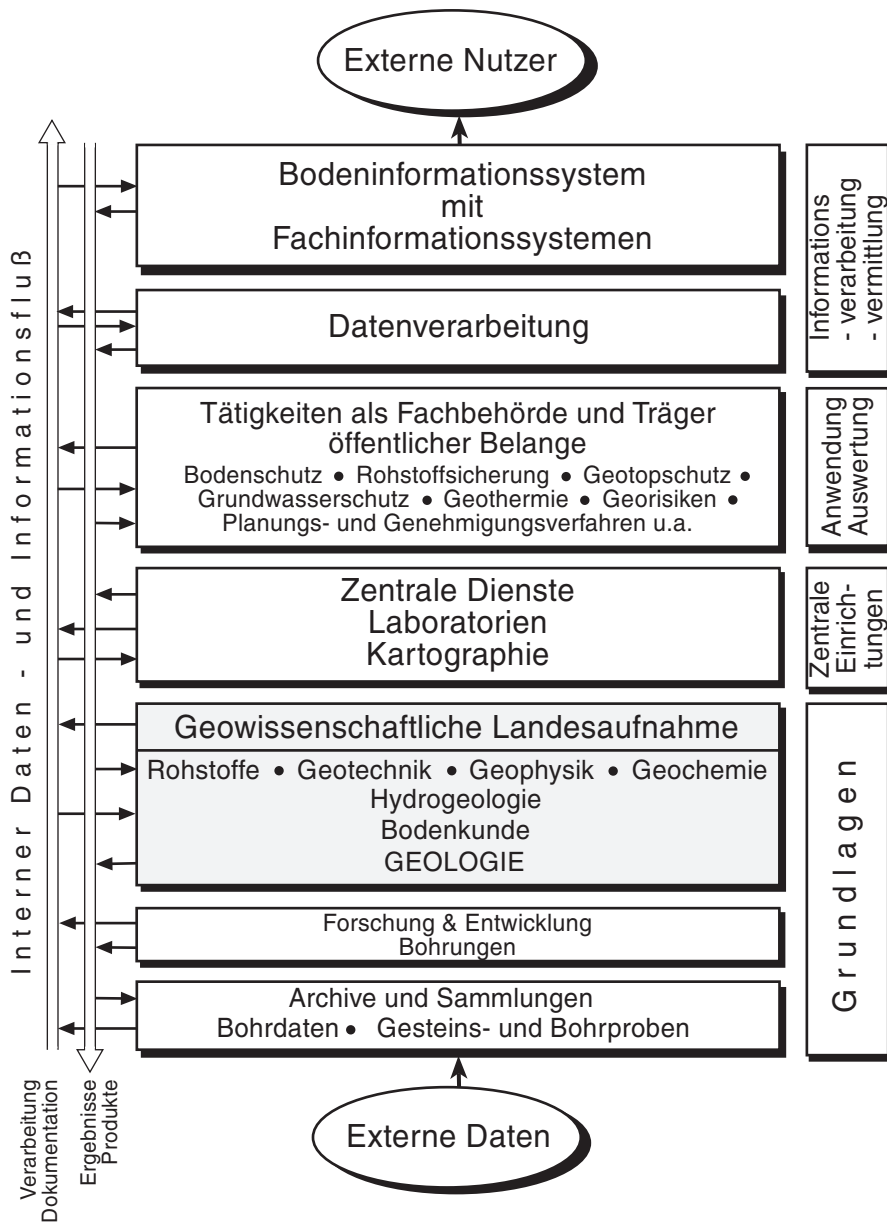 Externe Nutzer
Bodeninformationssystem
mit
Fachinformationssystemen
Datenverarbeitung
Tätigkeiten als Fachbehörde und Träger
öffentlicher Belange
Bodenschutz • Rohstoffsicherung • Geotopschutz •
Grundwasserschutz • Geothermie • Georisiken •
Planungs- und Genehmigungsverfahren u.a.
Zentrale Dienste
Laboratorien
Kartographie
Geowissenschaftliche Landesaufnahme
Rohstoffe • Geotechnik • Geophysik • Geochemie
Hydrogeologie
Bodenkunde
GEOLOGIE
Forschung & Entwicklung
Bohrungen
Archive und Sammlungen
Bohrdaten • Gesteins- und Bohrproben
Externe Daten
Interner Daten - und Informationsfluß
Verarbeitung
Dokumentation
Ergebnisse
Produkte
Informations
- verarbeitung
- vermittlung
Anwendung
Auswertung
Zentrale
Einrich-
tungen
Grundlagen